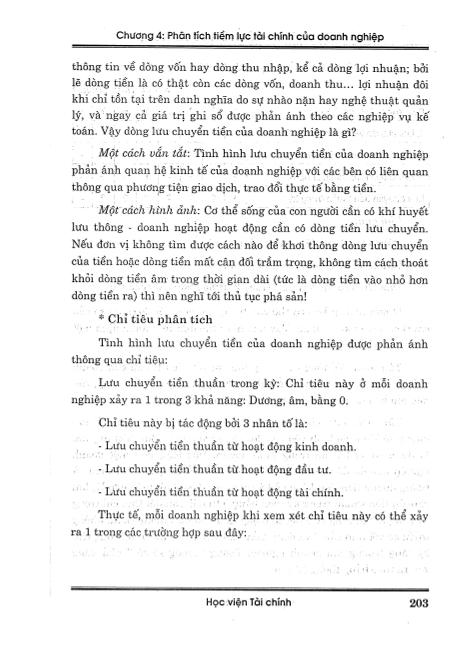 Chương 4: Phân tích tiềm lực tài chính của doanh nghiệp
thông tin về dòng vốn hay dòng thu nhập, kể cả dòng lợi nhuận; bởi
lẽ dòng tiền là có thật còn các dòng vốn, doanh thu... lợi nhuận đôi
khi chỉ tồn tại trên danh nghĩa do sự nhào nặn hay nghệ thuật quản
lý, và ngay cả giá trị ghi sổ được phản ánh theo các nghiệp vụ kế
toán. Vậy dòng lưu chuyển tiền của doanh nghiệp là gì?
Một cách vắn tắt: Tình hình lưu chuyển tiền của doanh nghiệp
phản ánh quan hệ kinh tế của doanh nghiệp với các bên có liên quan
thông qua phương tiện giao dịch, trao đổi thực tế bằng tiền.
Một cách hình ảnh: Cơ thể sống của con người cần có khí huyết
lưu thông - doanh nghiệp hoạt động cần có dòng tiền lưu chuyển.
Nếu đơn vị không tìm được cách nào để khơi thông dòng lưu chuyển
của tiền hoặc dòng tiền mất cận đối trầm trọng, không tìm cách thoát
khỏi dòng tiền âm trong thời gian dài (tức là dòng tiền vào nhỏ hơn
dòng tiền ra) thì nên nghĩ tới thủ tục phá sản!
* Chỉ tiêu phân tích
Tình hình lưu chuyển tiền của doanh nghiệp được phản ánh
thông qua chỉ tiêu:
Lưu chuyển tiền thuần trong kỳ: Chỉ tiêu này ở mỗi doanh
nghiệp xảy ra 1 trong 3 khả năng: Dương, âm, bằng 0.
Chỉ tiêu này bị tác động bởi 3 nhân tố là:
- Lưu chuyển tiền thuần từ hoạt động kinh doanh.
- Lưu chuyển tiền thuần từ hoạt động đầu tư.
- Lưu chuyển tiền thuần từ hoạt động tài chính.
Thực tế, mỗi doanh nghiệp khi xem xét chỉ tiêu này có thể xảy
ra 1 trong các trường hợp sau đây:
Học viện Tài chính 203